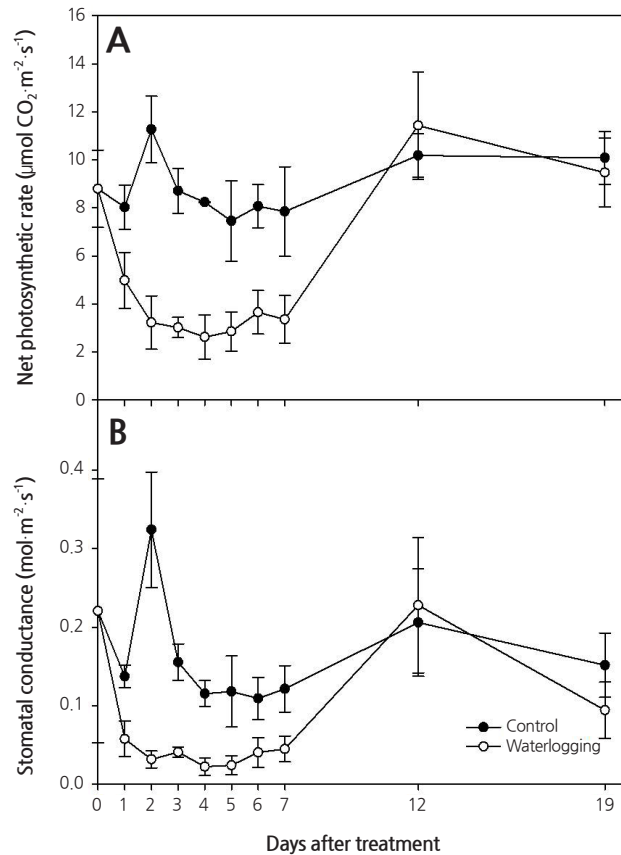 A
Net photosynthetic rate (μmol CO₂·m⁻²·s⁻¹)
16
14
12
10
8
6
4
2
0
B
Stomatal conductance (mol·m⁻²·s⁻¹)
0.4
0.3
0.2
0.1
0.0
Control
Waterlogging
0 1 2 3 4 5 6 7 12 19
Days after treatment